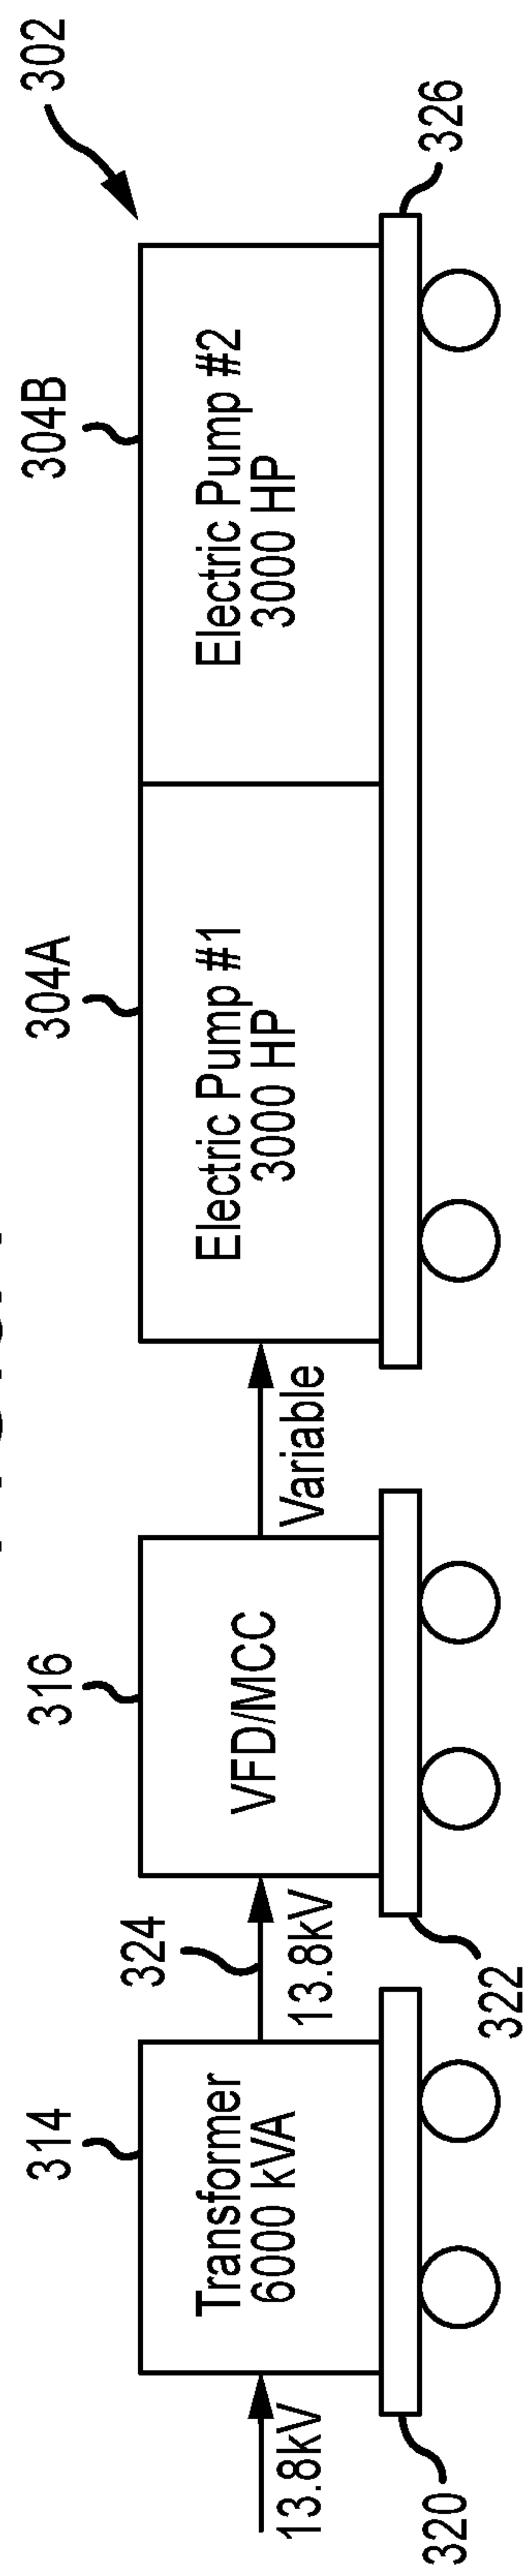 302
304B
304A
316
324
314
Electric Pump #2
3000 HP
Electric Pump #1
3000 HP
Variable
VFD/MCC
13.8kV
Transformer
6000 kVA
13.8kV
326
322
320